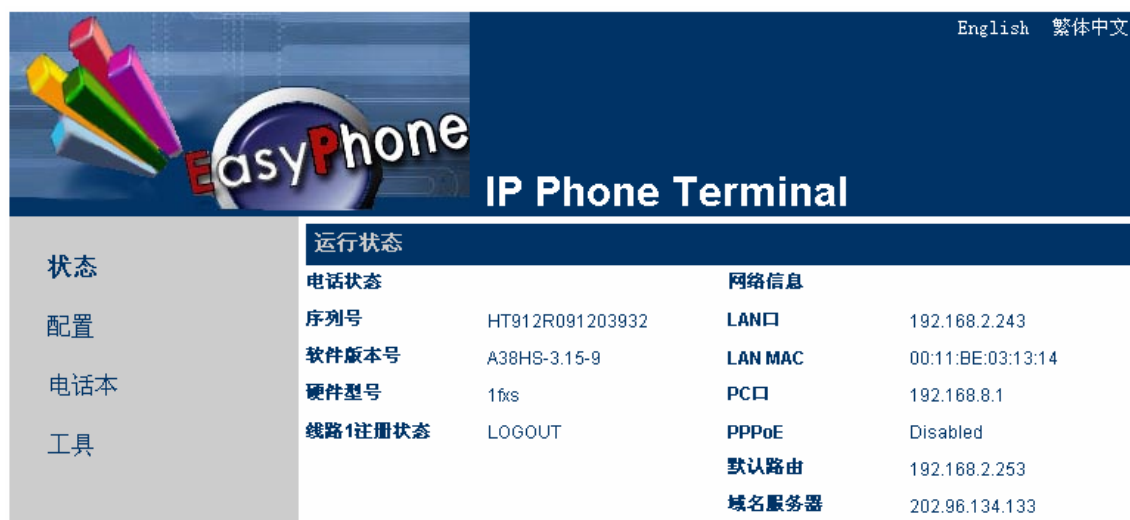 English 繁体中文
EasyPhone
IP Phone Terminal
状态
配置
电话本
工具
运行状态
电话状态 网络信息
序列号 HT912R091203932 LAN口 192.168.2.243
软件版本号 A38HS-3.15-9 LAN MAC 00:11:BE:03:13:14
硬件型号 1fxs PC口 192.168.8.1
线路1注册状态 LOGOUT PPPoE Disabled
默认路由 192.168.2.253
域名服务器 202.96.134.133